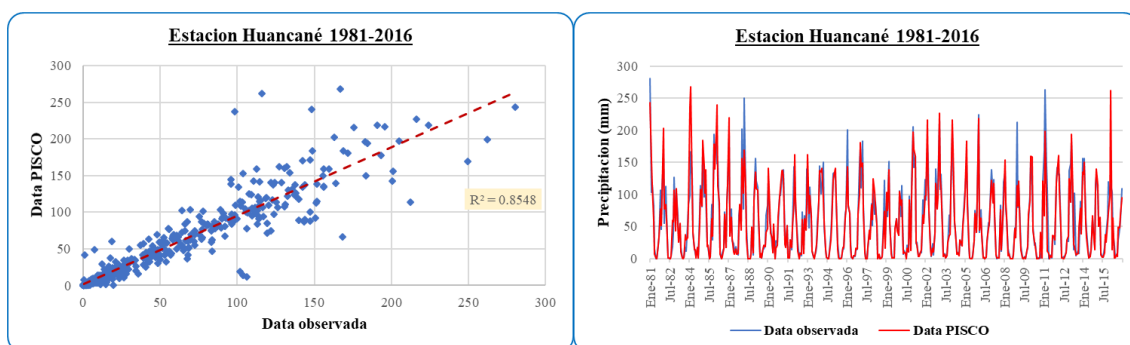 Estacion Huancané 1981-2016
Data PISCO
300
250
200
150
100
50
0
R² = 0.8548
0
50
100
150
200
250
300
Data observada
Estacion Huancané 1981-2016
Precipitacion (mm)
300
250
200
150
100
50
0
Ene-81
Jul-82
Ene-84
Jul-85
Ene-87
Jul-88
Ene-90
Jul-91
Ene-93
Jul-94
Ene-96
Jul-97
Ene-99
Jul-00
Ene-02
Jul-03
Ene-05
Jul-06
Ene-08
Jul-09
Ene-11
Jul-12
Ene-14
Jul-15
Data observada
Data PISCO